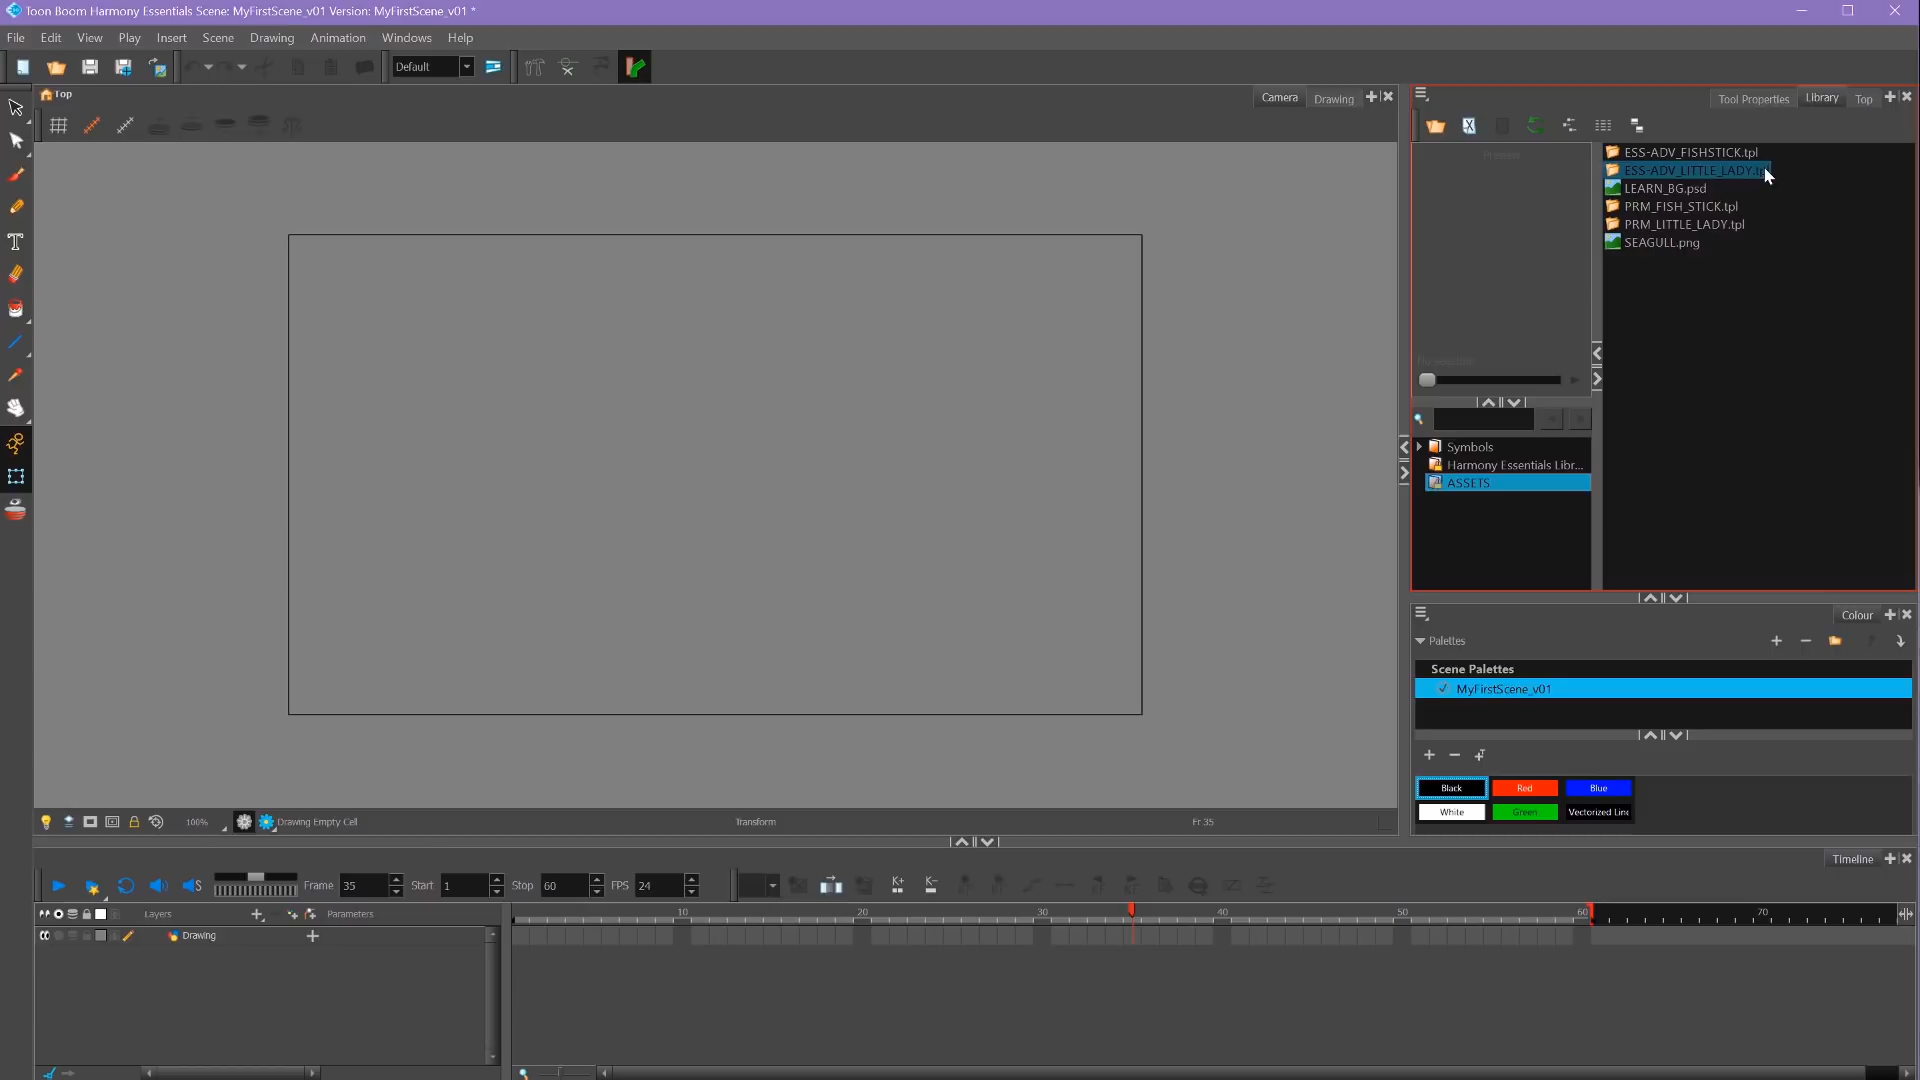 Toon Boom Harmony Essentials Scene: MyFirstScene_v01 Version: MyFirstScene_v01 *
File Edit View Play Insert Scene Drawing Animation Windows Help
Default
Top
Camera Drawing
Tool Properties Library Top
Preview
ESS-ADV_FISHSTICK.tpl
ESS-ADV_LITTLE_LADY.tpl
LEARN_BG.psd
PRM_FISH_STICK.tpl
PRM_LITTLE_LADY.tpl
SEAGULL.png
No selection
Symbols
Harmony Essentials Libr...
ASSETS
Colour
Palettes
Scene Palettes
MyFirstScene_v01
Black Red Blue
White Green Vectorized Line
100% Drawing Empty Cell Transform Fr 35
Timeline
Frame 35 Start 1 Stop 60 FPS 24
Layers Parameters
10 20 30 40 50 60 70
Drawing